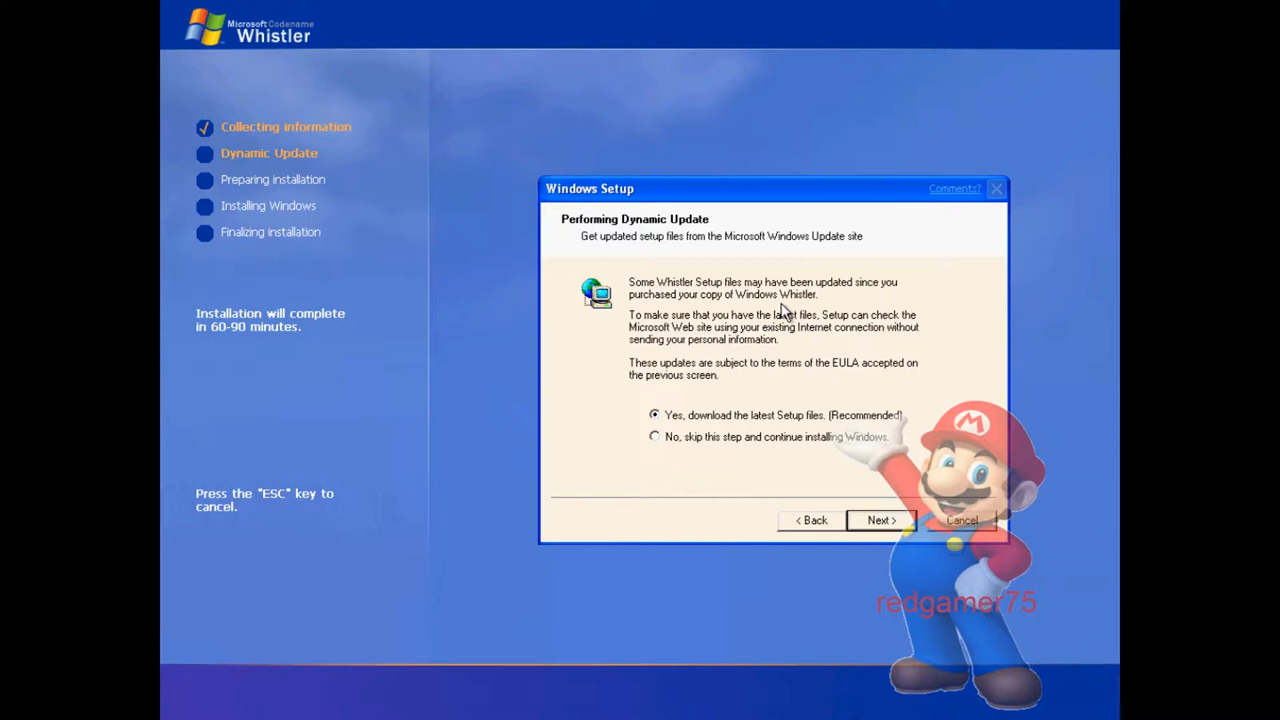 Microsoft Codename
Whistler
Collecting information
Dynamic Update
Preparing installation
Installing Windows
Finalizing installation
Installation will complete
in 60-90 minutes.
Press the "ESC" key to
cancel.
Windows Setup
Comments?
Performing Dynamic Update
Get updated setup files from the Microsoft Windows Update site
Some Whistler Setup files may have been updated since you
purchased your copy of Windows Whistler.
To make sure that you have the latest files, Setup can check the
Microsoft Web site using your existing Internet connection without
sending your personal information.
These updates are subject to the terms of the EULA accepted on
the previous screen.
Yes, download the latest Setup files. (Recommended)
No, skip this step and continue installing Windows.
< Back
Next >
Cancel
M
redgamer75